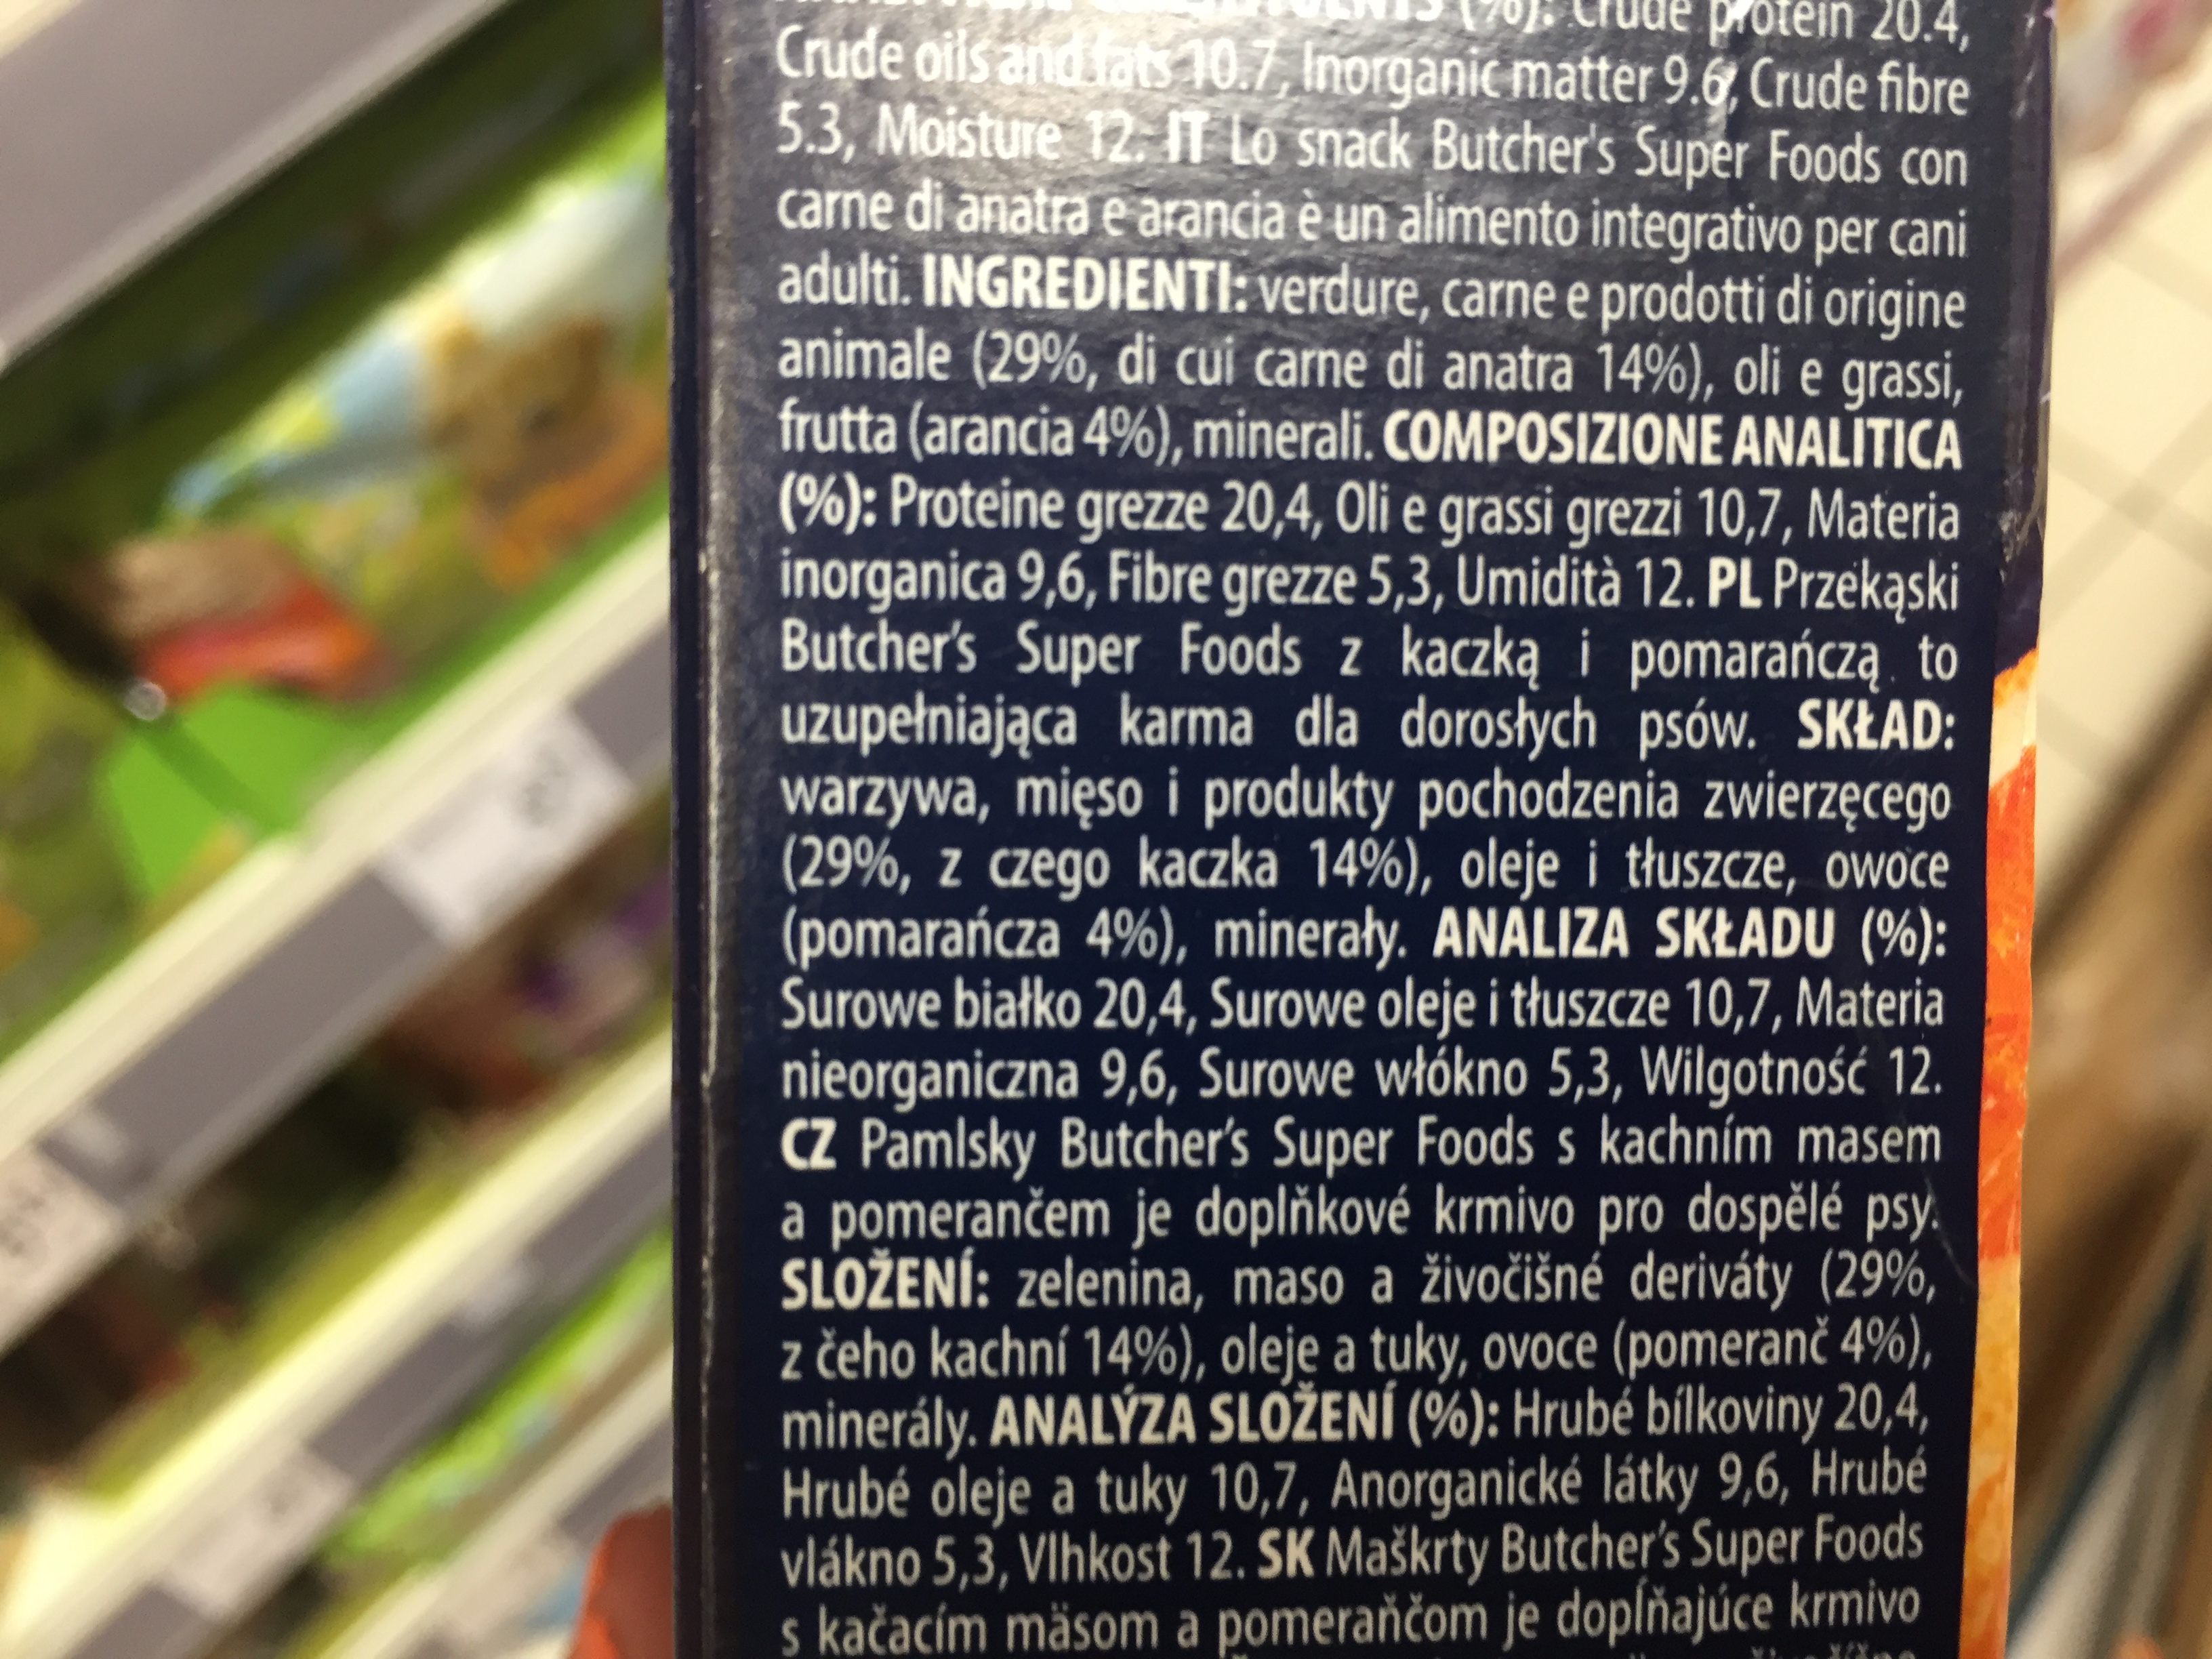 Crude protein 20.4,
Crude oils and fats 10.7, Inorganic matter 9.6, Crude fibre
5.3, Moisture 12. IT Lo snack Butcher's Super Foods con
carne di anatra e arancia è un alimento integrativo per cani
adulti. INGREDIENTI: verdure, carne e prodotti di origine
animale (29%, di cui carne di anatra 14%), oli e grassi,
frutta (arancia 4%), minerali. COMPOSIZIONE ANALITICA
(%): Proteine grezze 20,4, Oli e grassi grezzi 10,7, Materia
inorganica 9,6, Fibre grezze 5,3, Umidità 12. PL Przekąski
Butcher's Super Foods z kaczką i pomarańczą to
uzupełniająca karma dla dorosłych psów. SKŁAD:
warzywa, mięso i produkty pochodzenia zwierzęcego
(29%, z czego kaczka 14%), oleje i tłuszcze, owoce
(pomarańcza 4%), minerały. ANALIZA SKŁADU (%):
Surowe białko 20,4, Surowe oleje i tłuszcze 10,7, Materia
nieorganiczna 9,6, Surowe włókno 5,3, Wilgotność 12.
CZ Pamlsky Butcher's Super Foods s kachním masem
a pomerančem je doplňkové krmivo pro dospělé psy.
SLOŽENÍ: zelenina, maso a živočišné deriváty (29%,
z čeho kachní 14%), oleje a tuky, ovoce (pomeranč 4%),
minerály. ANALÝZA SLOŽENÍ (%): Hrubé bílkoviny 20,4,
Hrubé oleje a tuky 10,7, Anorganické látky 9,6, Hrubé
vlákno 5,3, Vlhkost 12. SK Maškrty Butcher's Super Foods
s kačacím mäsom a pomerančom je doplňajúce krmivo